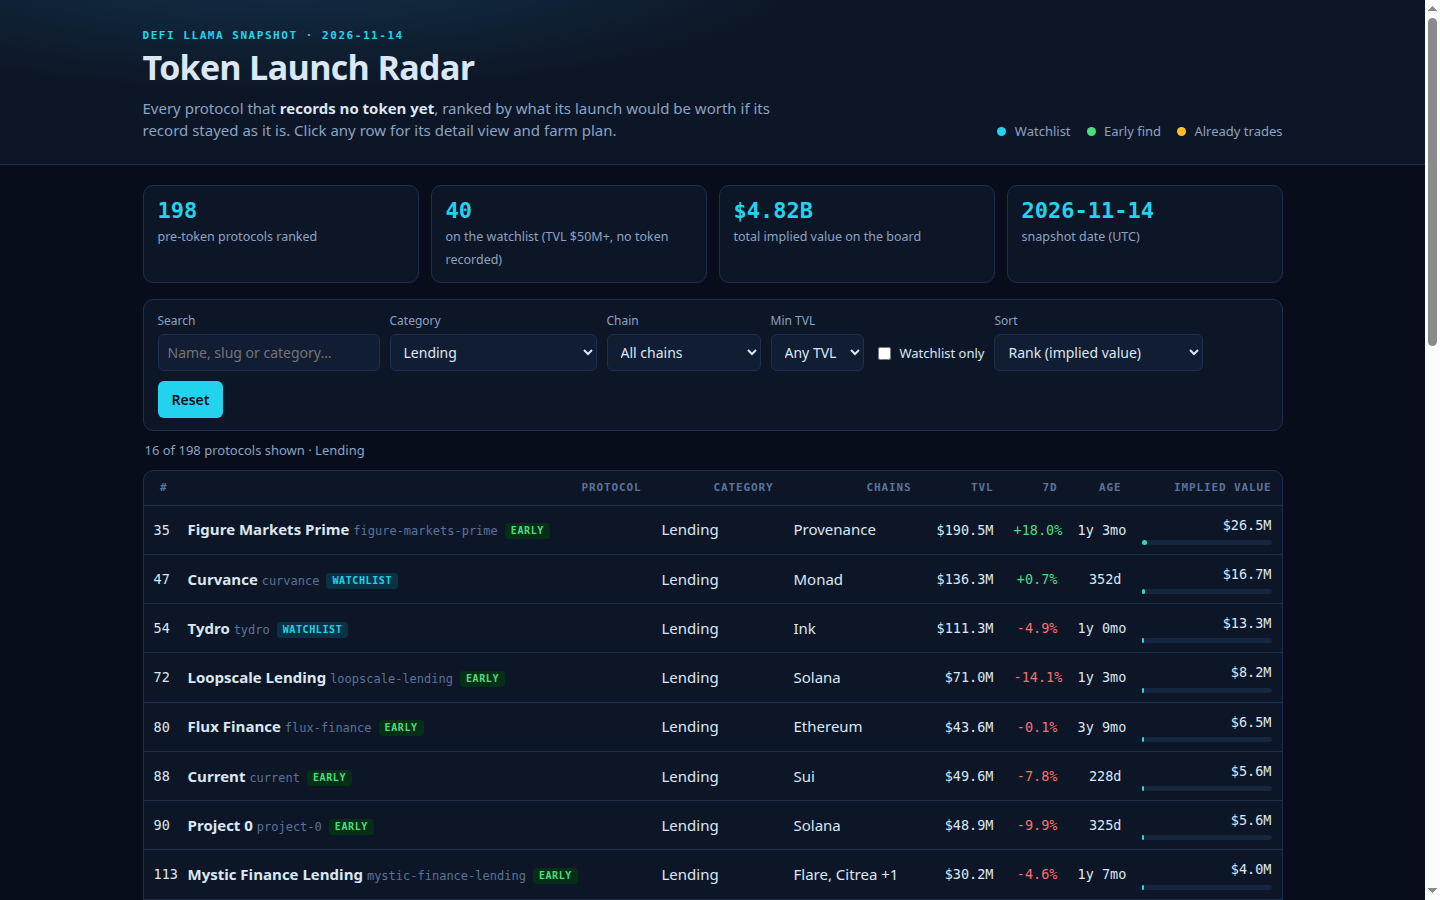 DEFI LLAMA SNAPSHOT · 2026-11-14
Token Launch Radar
Every protocol that records no token yet, ranked by what its launch would be worth if its
record stayed as it is. Click any row for its detail view and farm plan.
Watchlist Early find Already trades
198
pre-token protocols ranked
40
on the watchlist (TVL $50M+, no token
recorded)
$4.82B
total implied value on the board
2026-11-14
snapshot date (UTC)
Search Category Chain Min TVL Sort
Name, slug or category... Lending All chains Any TVL Watchlist only Rank (implied value)
Reset
16 of 198 protocols shown · Lending
# PROTOCOL CATEGORY CHAINS TVL 7D AGE IMPLIED VALUE
35 Figure Markets Prime figure-markets-prime EARLY Lending Provenance $190.5M +18.0% 1y 3mo $26.5M
47 Curvance curvance WATCHLIST Lending Monad $136.3M +0.7% 352d $16.7M
54 Tydro tydro WATCHLIST Lending Ink $111.3M -4.9% 1y 0mo $13.3M
72 Loopscale Lending loopscale-lending EARLY Lending Solana $71.0M -14.1% 1y 3mo $8.2M
80 Flux Finance flux-finance EARLY Lending Ethereum $43.6M -0.1% 3y 9mo $6.5M
88 Current current EARLY Lending Sui $49.6M -7.8% 228d $5.6M
90 Project 0 project-0 EARLY Lending Solana $48.9M -9.9% 325d $5.6M
113 Mystic Finance Lending mystic-finance-lending EARLY Lending Flare, Citrea +1 $30.2M -4.6% 1y 7mo $4.0M